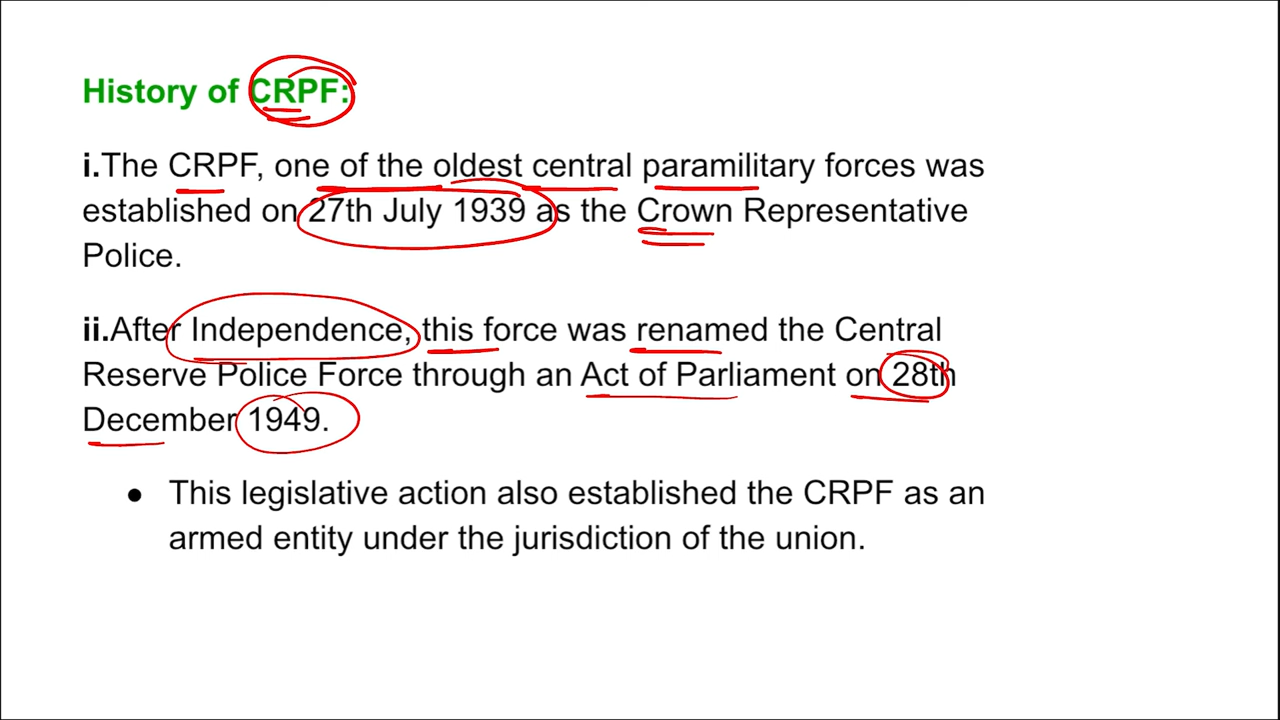 History of CRPF:
i.The CRPF, one of the oldest central paramilitary forces was
established on 27th July 1939 as the Crown Representative
Police.
ii.After Independence, this force was renamed the Central
Reserve Police Force through an Act of Parliament on 28th
December 1949.
● This legislative action also established the CRPF as an
armed entity under the jurisdiction of the union.